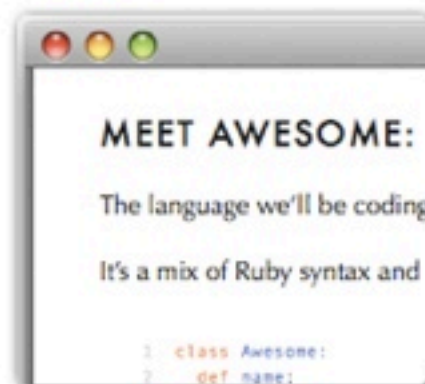 MEET AWESOME:
The language we'll be coding
It's a mix of Ruby syntax and
1 class Awesome:
2 def name: